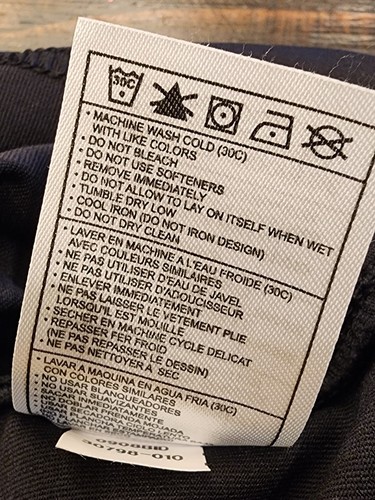 30C
• MACHINE WASH COLD (30C)
WITH LIKE COLORS
• DO NOT BLEACH
• DO NOT USE SOFTENERS
• REMOVE IMMEDIATELY
• DO NOT ALLOW TO LAY ON ITSELF WHEN WET
• TUMBLE DRY LOW
• COOL IRON (DO NOT IRON DESIGN)
• DO NOT DRY CLEAN
• LAVER EN MACHINE A L'EAU FROIDE (30C)
AVEC COULEURS SIMILAIRES
• NE PAS UTILISER D'EAU DE JAVEL
• NE PAS UTILISER D'ADOUCISSEUR
• ENLEVER IMMEDIATEMENT
• NE PAS LAISSER LE VETEMENT PLIE
LORSQU'IL EST MOUILLE
• SECHER EN MACHINE CYCLE DELICAT
• REPASSER FER FROID
(NE PAS REPASSER LE DESSIN)
• NE PAS NETTOYER A SEC
• LAVAR A MAQUINA EN AGUA FRIA (30C)
CON COLORES SIMILARES
• NO USAR BLANQUEADORES
• NO USAR SUAVIZANTES
• SACAR INMEDIATAMENTE
30798-010